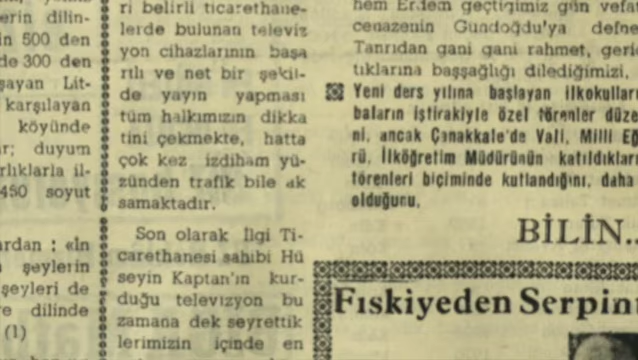 erin dilin-
in 500 den
de 300 den
şayan Lit-
karşılayan
köyünde
ar; duyum
rlıklarla il-
450 soyut
ardan : «In
şeylerin
şeyleri de
e dilinde
(1)
ri belirli ticarethane-
lerde bulunan televiz
yon cihazlarının başa
rılı ve net bir şekil-
de yayın yapması
tüm halkımızın dikka
tini çekmekte, hatta
çok kez izdiham yü-
zünden trafik bile ak
samaktadır.
Son olarak İlgi Ti-
carethanesi sahibi Hü
seyin Kaptan'ın kur-
duğu televizyon bu
zamana dek seyrettik
lerimizin içinde en
hem Erdem geçtiğimiz gün vefa
cenazenin Gündoğdu'ya defne
Tanrıdan gani gani rahmet, geri
tıklarına başsağlığı dilediğimizi,
Yeni ders yılına başlayan ilkokulları
baların iştirakiyle özel törenler düze
ni, ancak Çanakkale'de Vali, Milli Eğ
rü, İlköğretim Müdürünün katıldıkları
törenleri biçiminde kutlandığını, daha
olduğunu,
BİLİN..
Fıskiyeden Serpin